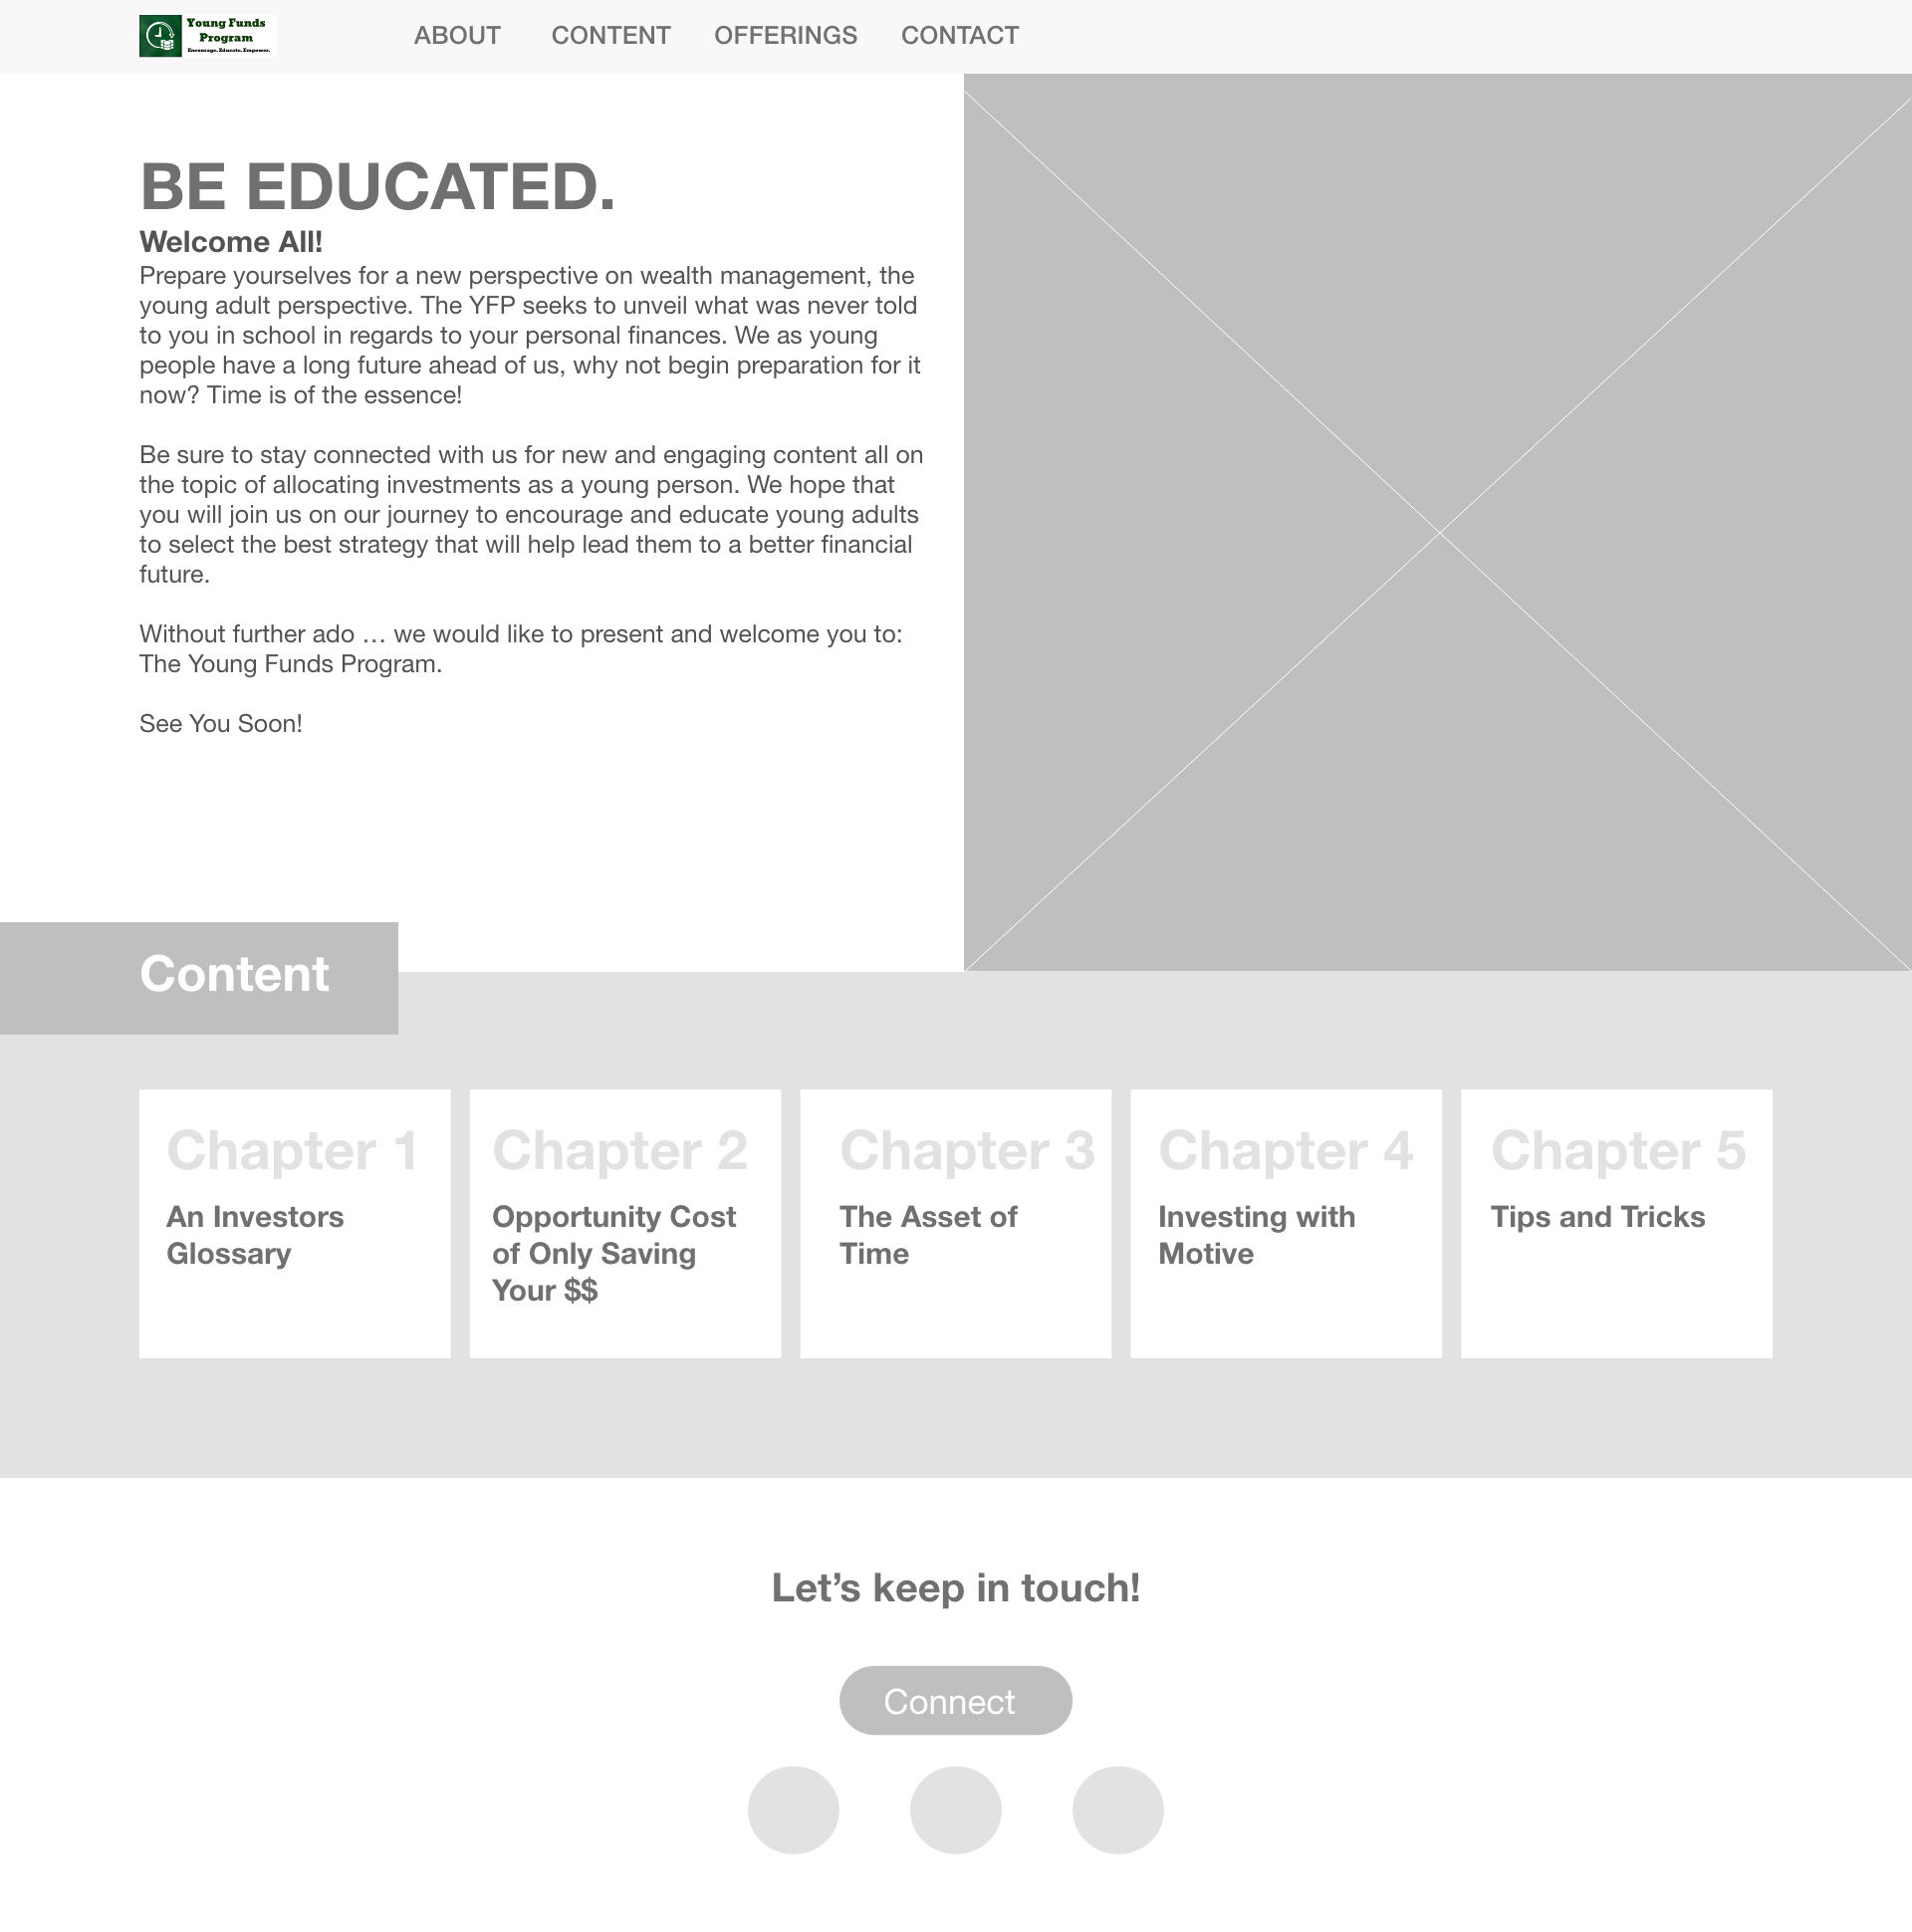 Young Funds
Program
Encourage. Educate. Empower.
ABOUT CONTENT OFFERINGS CONTACT
BE EDUCATED.
Welcome All!
Prepare yourselves for a new perspective on wealth management, the
young adult perspective. The YFP seeks to unveil what was never told
to you in school in regards to your personal finances. We as young
people have a long future ahead of us, why not begin preparation for it
now? Time is of the essence!
Be sure to stay connected with us for new and engaging content all on
the topic of allocating investments as a young person. We hope that
you will join us on our journey to encourage and educate young adults
to select the best strategy that will help lead them to a better financial
future.
Without further ado … we would like to present and welcome you to:
The Young Funds Program.
See You Soon!
Content
Chapter 1
An Investors
Glossary
Chapter 2
Opportunity Cost
of Only Saving
Your $$
Chapter 3
The Asset of
Time
Chapter 4
Investing with
Motive
Chapter 5
Tips and Tricks
Let’s keep in touch!
Connect